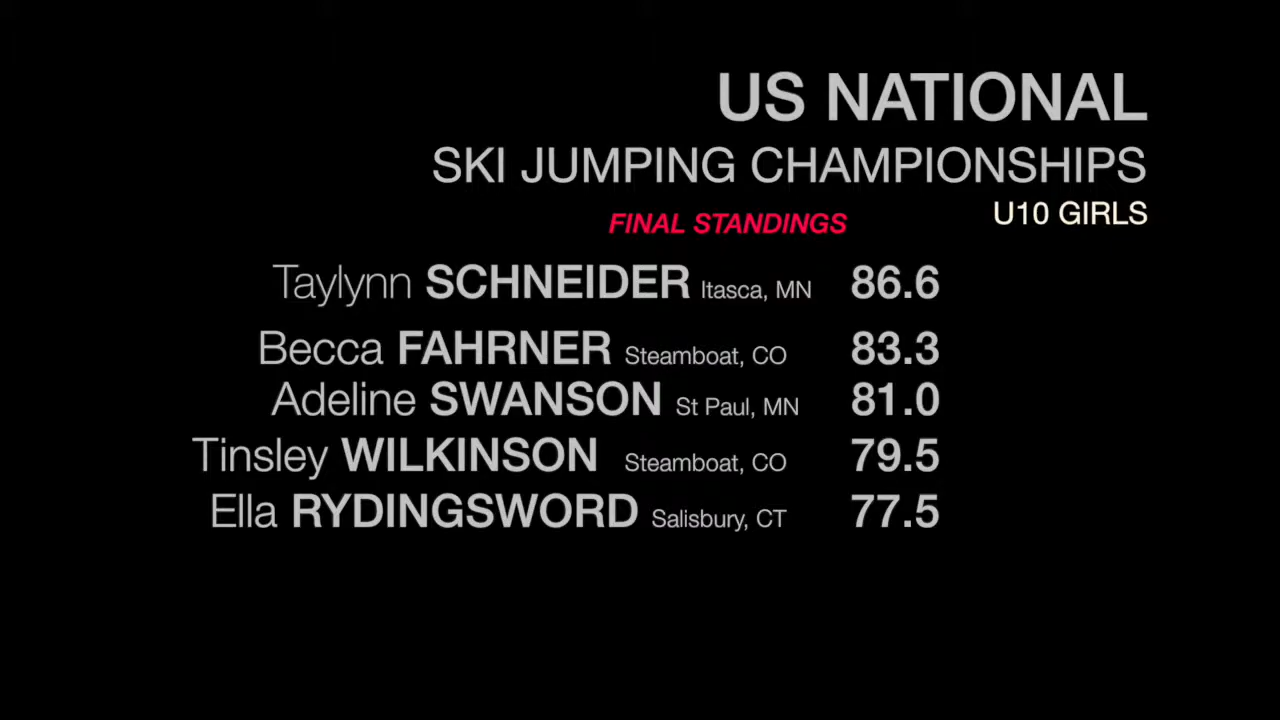 US NATIONAL
SKI JUMPING CHAMPIONSHIPS
U10 GIRLS
FINAL STANDINGS
Taylynn SCHNEIDER Itasca, MN 86.6
Becca FAHRNER Steamboat, CO 83.3
Adeline SWANSON St Paul, MN 81.0
Tinsley WILKINSON Steamboat, CO 79.5
Ella RYDINGSWORD Salisbury, CT 77.5